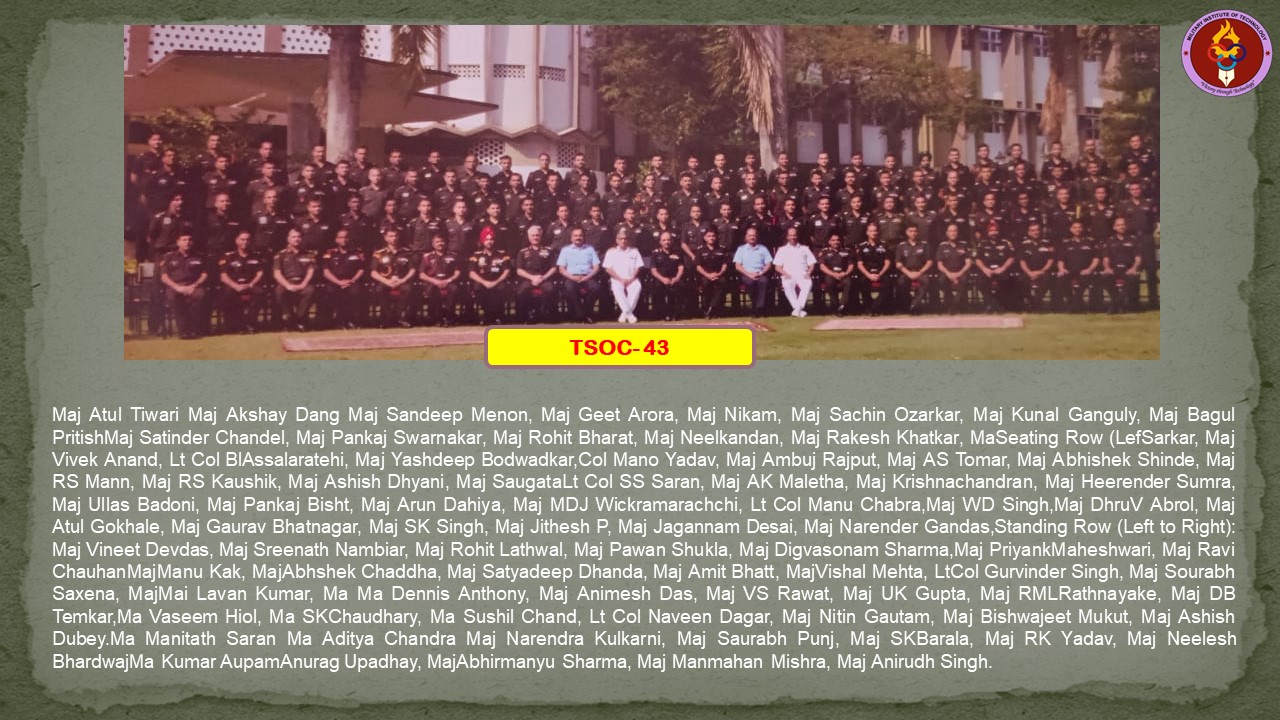 MILITARY INSTITUTE OF TECHNOLOGY
"Victory through Technology"
TSOC- 43
Maj Atul Tiwari Maj Akshay Dang Maj Sandeep Menon, Maj Geet Arora, Maj Nikam, Maj Sachin Ozarkar, Maj Kunal Ganguly, Maj Bagul
PritishMaj Satinder Chandel, Maj Pankaj Swarnakar, Maj Rohit Bharat, Maj Neelkandan, Maj Rakesh Khatkar, MaSeating Row (LefSarkar, Maj
Vivek Anand, Lt Col BlAssalaratehi, Maj Yashdeep Bodwadkar,Col Mano Yadav, Maj Ambuj Rajput, Maj AS Tomar, Maj Abhishek Shinde, Maj
RS Mann, Maj RS Kaushik, Maj Ashish Dhyani, Maj SaugataLt Col SS Saran, Maj AK Maletha, Maj Krishnachandran, Maj Heerender Sumra,
Maj Ullas Badoni, Maj Pankaj Bisht, Maj Arun Dahiya, Maj MDJ Wickramarachchi, Lt Col Manu Chabra,Maj WD Singh,Maj DhruV Abrol, Maj
Atul Gokhale, Maj Gaurav Bhatnagar, Maj SK Singh, Maj Jithesh P, Maj Jagannam Desai, Maj Narender Gandas,Standing Row (Left to Right):
Maj Vineet Devdas, Maj Sreenath Nambiar, Maj Rohit Lathwal, Maj Pawan Shukla, Maj Digvasonam Sharma,Maj PriyankMaheshwari, Maj Ravi
ChauhanMajManu Kak, MajAbhshek Chaddha, Maj Satyadeep Dhanda, Maj Amit Bhatt, MajVishal Mehta, LtCol Gurvinder Singh, Maj Sourabh
Saxena, MajMai Lavan Kumar, Ma Ma Dennis Anthony, Maj Animesh Das, Maj VS Rawat, Maj UK Gupta, Maj RMLRathnayake, Maj DB
Temkar,Ma Vaseem Hiol, Ma SKChaudhary, Ma Sushil Chand, Lt Col Naveen Dagar, Maj Nitin Gautam, Maj Bishwajeet Mukut, Maj Ashish
Dubey.Ma Manitath Saran Ma Aditya Chandra Maj Narendra Kulkarni, Maj Saurabh Punj, Maj SKBarala, Maj RK Yadav, Maj Neelesh
BhardwajMa Kumar AupamAnurag Upadhay, MajAbhirmanyu Sharma, Maj Manmahan Mishra, Maj Anirudh Singh.